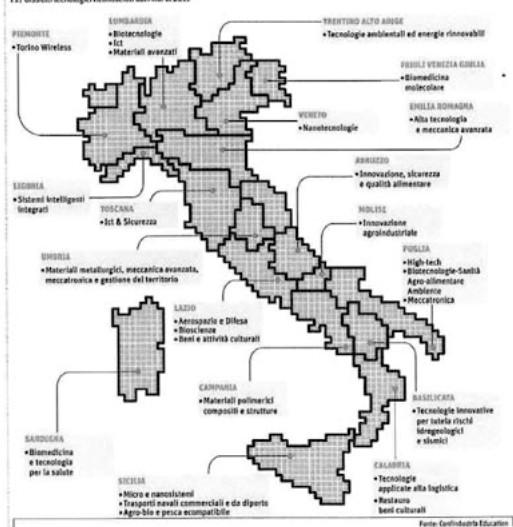 PIEMONTE
• Torino Wireless
LOMBARDIA
• Biotecnologie
• Ict
• Materiali avanzati
TRENTINO ALTO ADIGE
• Tecnologie ambientali ed energie rinnovabili
FRIULI VENEZIA GIULIA
• Biomedicina
molecolare
VENETO
• Nanotecnologie
EMILIA ROMAGNA
• Alta tecnologia
e meccanica avanzata
LIGURIA
• Sistemi intelligenti
integrati
TOSCANA
• Ict & Sicurezza
ABRUZZO
• Innovazione, sicurezza
e qualità alimentare
MOLISE
• Innovazione
agroindustriale
UMBRIA
• Materiali metallurgici, meccanica avanzata,
meccatronica e gestione del territorio
PUGLIA
• High-tech
• Biotecnologie-Sanità
Agro-alimentare
Ambiente
• Meccatronica
LAZIO
• Aerospazio e Difesa
• Bioscienze
• Beni e attività culturali
CAMPANIA
• Materiali polimerici
compositi e strutture
BASILICATA
• Tecnologie innovative
per tutela rischi
idrogeologici
e sismici
SARDEGNA
• Biomedicina
e tecnologia
per la salute
SICILIA
• Micro e nanosistemi
• Trasporti navali commerciali e da diporto
• Agro-bio e pesca ecompatibile
CALABRIA
• Tecnologie
applicate alla logistica
• Restauro
beni culturali
Fonte: Confindustria Education